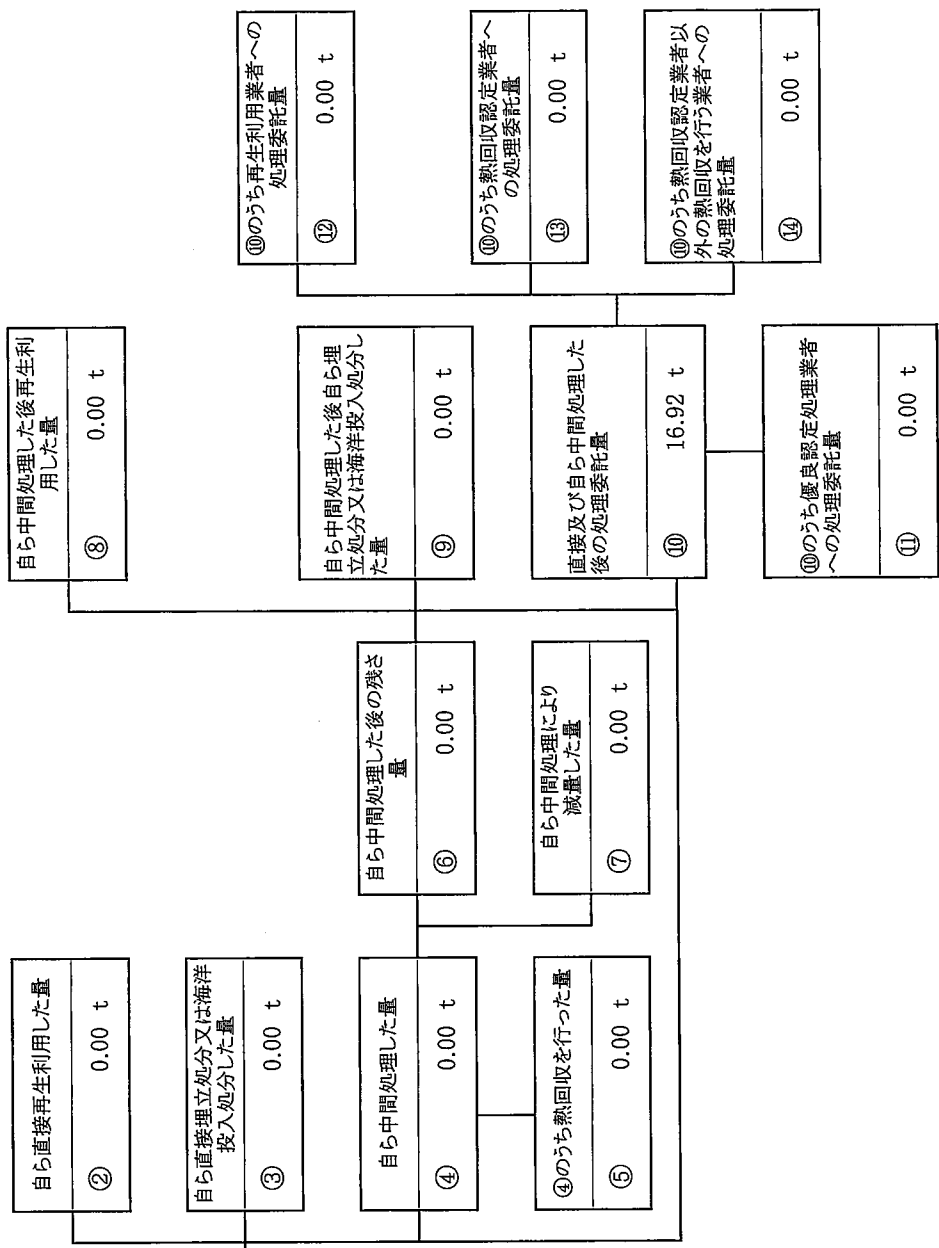 自ら直接再生利用した量
② 0.00 t
自ら直接埋立処分又は海洋
投入処分した量
③ 0.00 t
自ら中間処理した量
④ 0.00 t
④のうち熱回収を行った量
⑤ 0.00 t
自ら中間処理した後の残さ
量
⑥ 0.00 t
自ら中間処理により
減量した量
⑦ 0.00 t
自ら中間処理した後再生利
用した量
⑧ 0.00 t
自ら中間処理した後自ら埋
立処分又は海洋投入処分し
た量
⑨ 0.00 t
直接及び自ら中間処理した
後の処理委託量
⑩ 16.92 t
⑩のうち優良認定処理業者
への処理委託量
⑪ 0.00 t
⑩のうち再生利用業者への
処理委託量
⑫ 0.00 t
⑩のうち熱回収認定業者へ
の処理委託量
⑬ 0.00 t
⑩のうち熱回収認定業者以
外の熱回収を行う業者への
処理委託量
⑭ 0.00 t